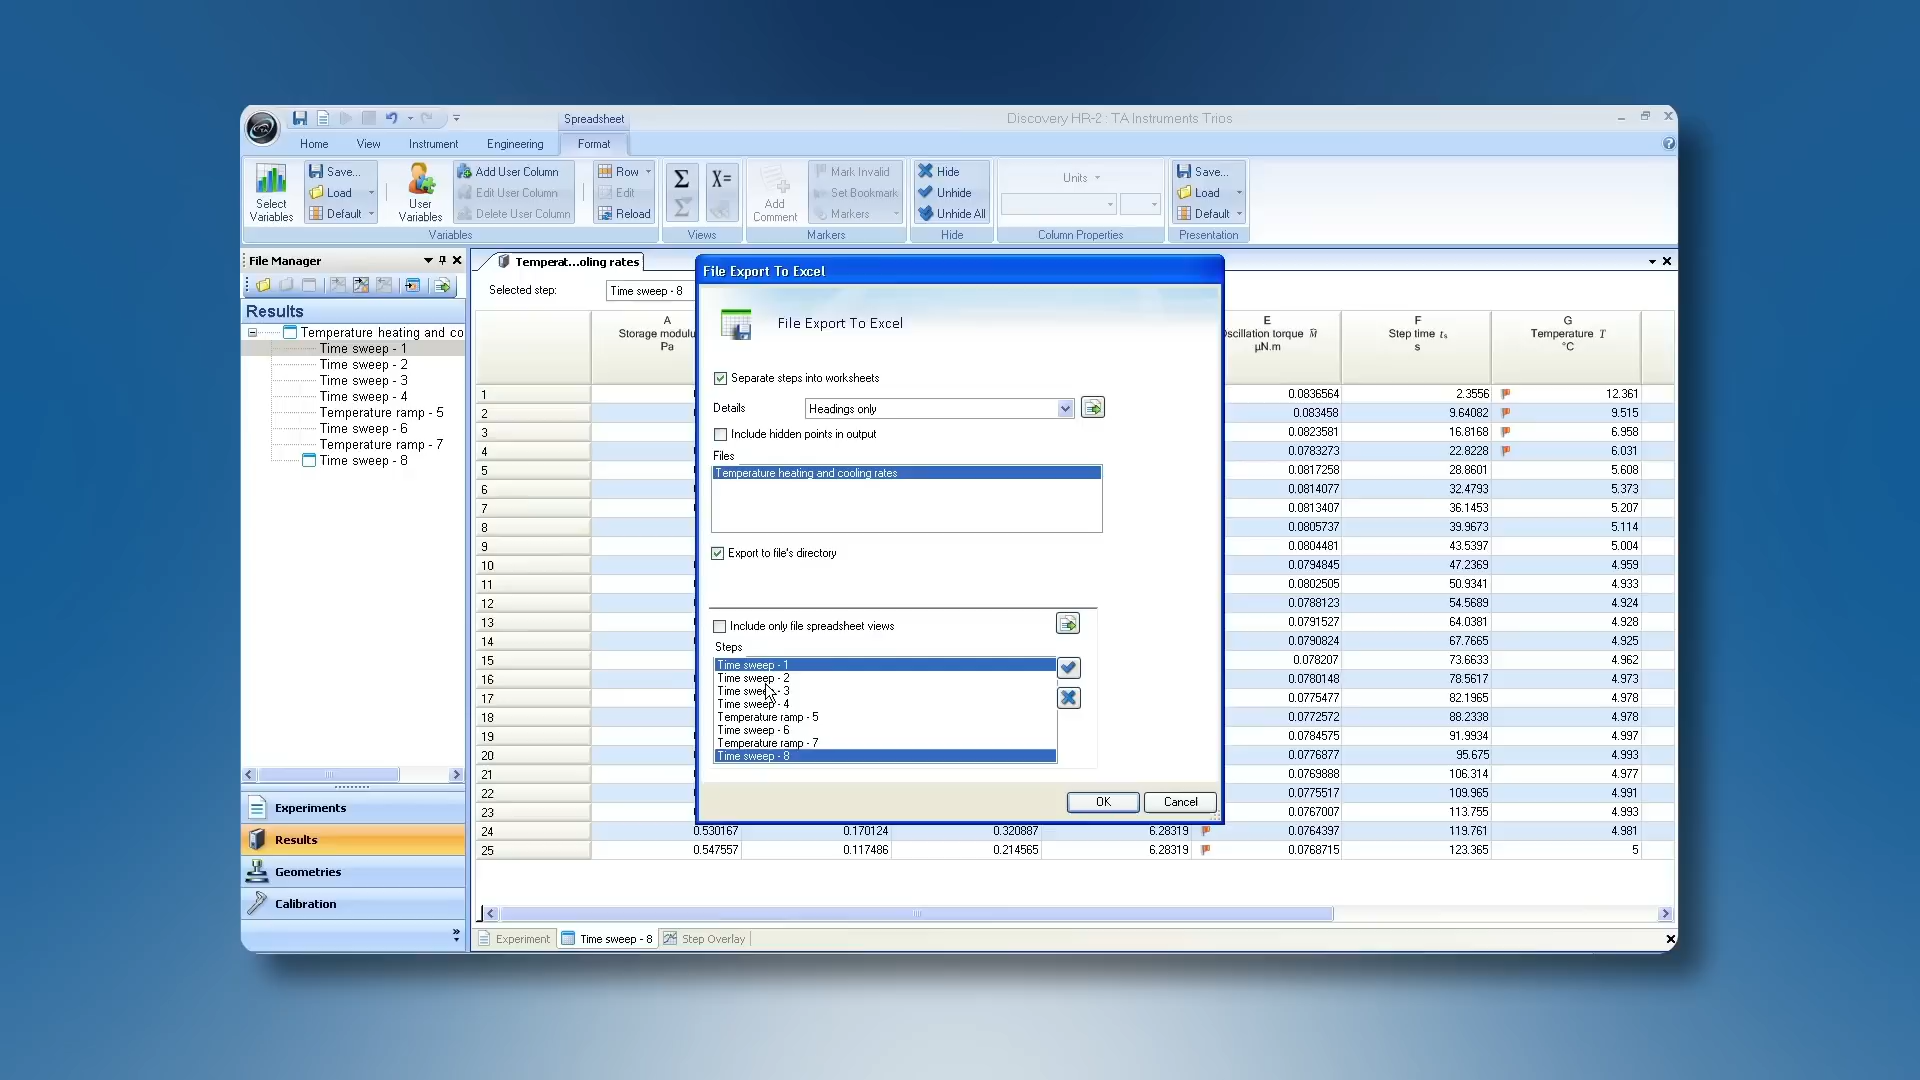 Spreadsheet
Discovery HR-2 : TA Instruments Trios
Home View Instrument Engineering Format
Select Variables
Save...
Load
Default
User Variables
Add User Column
Edit User Column
Delete User Column
Row
Edit
Reload
X=
Add Comment
Mark Invalid
Set Bookmark
Markers
Hide
Unhide
Unhide All
Units
Save...
Load
Default
Variables Views Markers Hide Column Properties Presentation
File Manager
Results
Temperature heating and co
Time sweep - 1
Time sweep - 2
Time sweep - 3
Time sweep - 4
Temperature ramp - 5
Time sweep - 6
Temperature ramp - 7
Time sweep - 8
Experiments
Results
Geometries
Calibration
Temperat...oling rates
Selected step: Time sweep - 8
A
Storage modulu
Pa
E
scillation torque M
µN.m
F
Step time ts
s
G
Temperature T
°C
1 0.0836564 2.3556 12.361
2 0.083458 9.64082 9.515
3 0.0823581 16.8168 6.958
4 0.0783273 22.8228 6.031
5 0.0817258 28.8601 5.608
6 0.0814077 32.4793 5.373
7 0.0813407 36.1453 5.207
8 0.0805737 39.9673 5.114
9 0.0804481 43.5397 5.004
10 0.0794845 47.2369 4.959
11 0.0802505 50.9341 4.933
12 0.0788123 54.5689 4.924
13 0.0791527 64.0381 4.928
14 0.0790824 67.7665 4.925
15 0.078207 73.6633 4.962
16 0.0780148 78.5617 4.973
17 0.0775477 82.1965 4.978
18 0.0772572 88.2338 4.978
19 0.0784575 91.9934 4.997
20 0.0776877 95.675 4.993
21 0.0769888 106.314 4.977
22 0.0775517 109.965 4.991
23 0.0767007 113.755 4.993
24 0.530167 0.170124 0.320887 6.28319 0.0764397 119.761 4.981
25 0.547557 0.117486 0.214565 6.28319 0.0768715 123.365 5
File Export To Excel
File Export To Excel
Separate steps into worksheets
Details Headings only
Include hidden points in output
Files
Temperature heating and cooling rates
Export to file's directory
Include only file spreadsheet views
Steps
Time sweep - 1
Time sweep - 2
Time sweep - 3
Time sweep - 4
Temperature ramp - 5
Time sweep - 6
Temperature ramp - 7
Time sweep - 8
OK Cancel
Experiment Time sweep - 8 Step Overlay